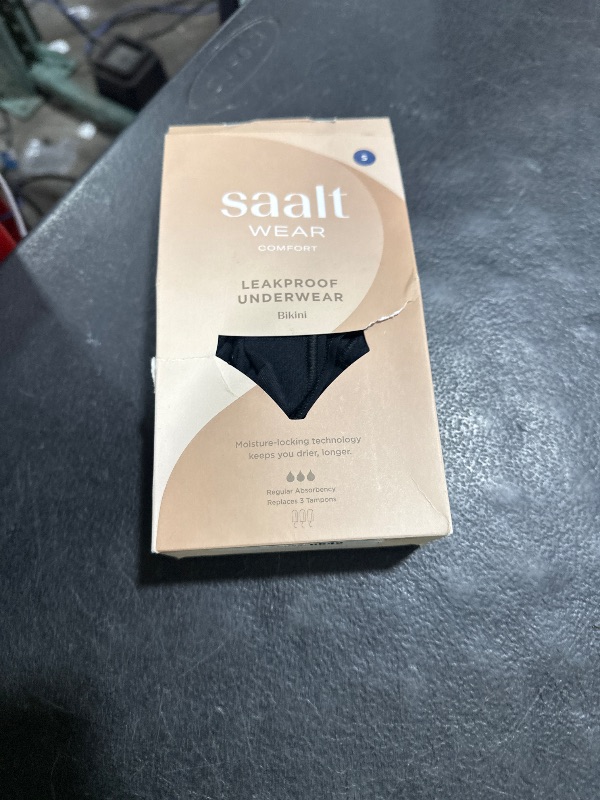 S
saalt
WEAR
COMFORT
LEAKPROOF
UNDERWEAR
Bikini
Moisture-locking technology
keeps you drier, longer.
Regular Absorbency
Replaces 3 Tampons